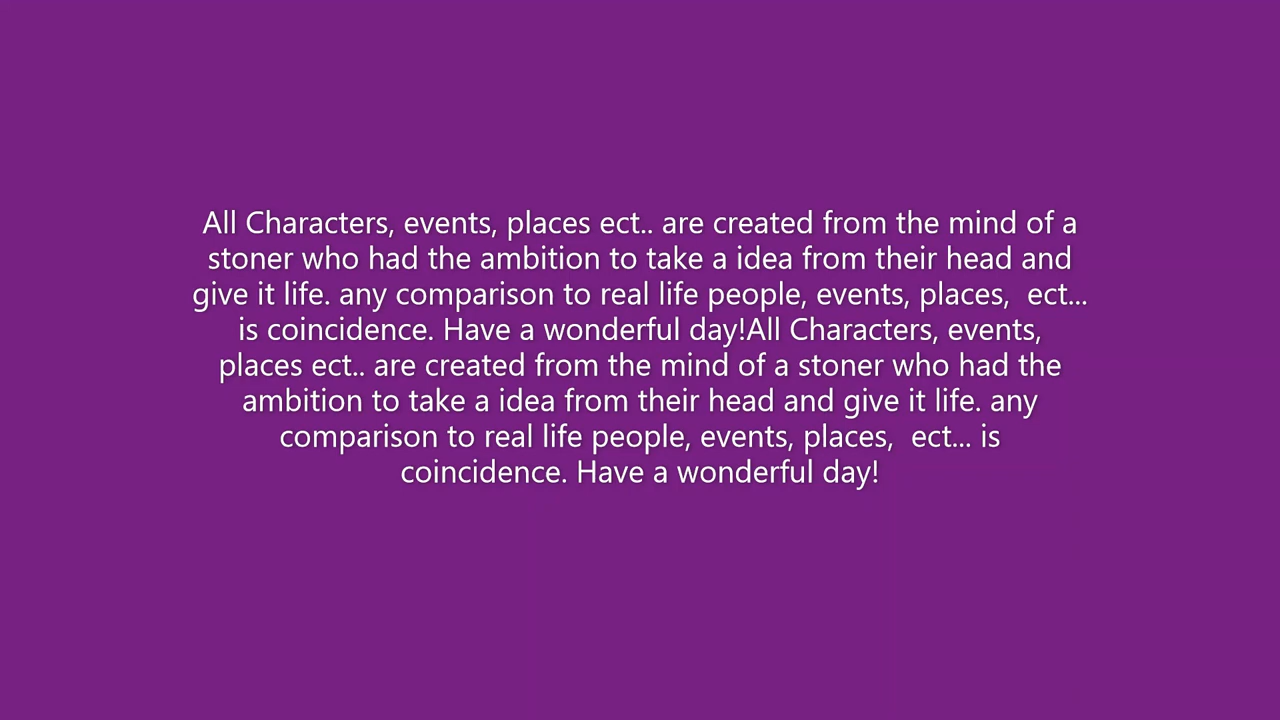 All Characters, events, places ect.. are created from the mind of a
stoner who had the ambition to take a idea from their head and
give it life. any comparison to real life people, events, places,  ect...
is coincidence. Have a wonderful day!All Characters, events,
places ect.. are created from the mind of a stoner who had the
ambition to take a idea from their head and give it life. any
comparison to real life people, events, places,  ect... is
coincidence. Have a wonderful day!